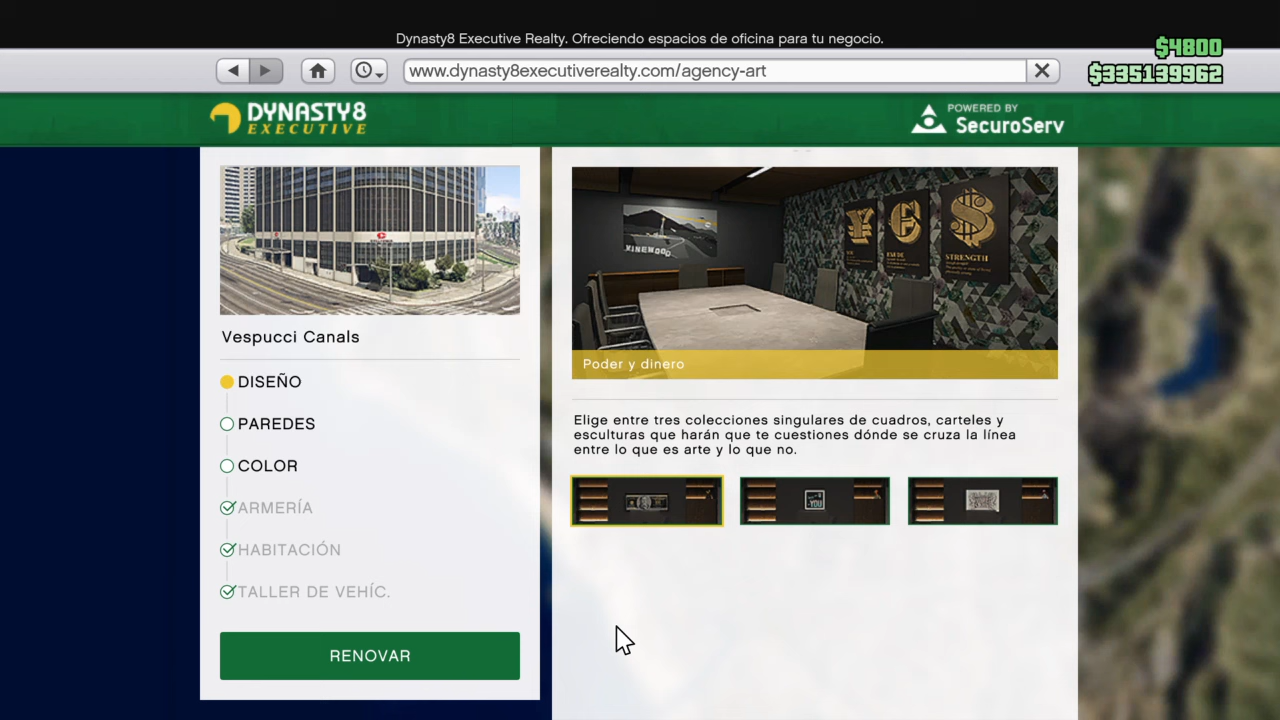 Dynasty8 Executive Realty. Ofreciendo espacios de oficina para tu negocio.
$4800
$335139962
www.dynasty8executiverealty.com/agency-art
DYNASTY8
EXECUTIVE
POWERED BY
SecuroServ
Vespucci Canals
DISEÑO
PAREDES
COLOR
ARMERÍA
HABITACIÓN
TALLER DE VEHÍC.
RENOVAR
VINEWOOD
STRENGTH
Poder y dinero
Elige entre tres colecciones singulares de cuadros, carteles y
esculturas que harán que te cuestiones dónde se cruza la línea
entre lo que es arte y lo que no.
-YOU